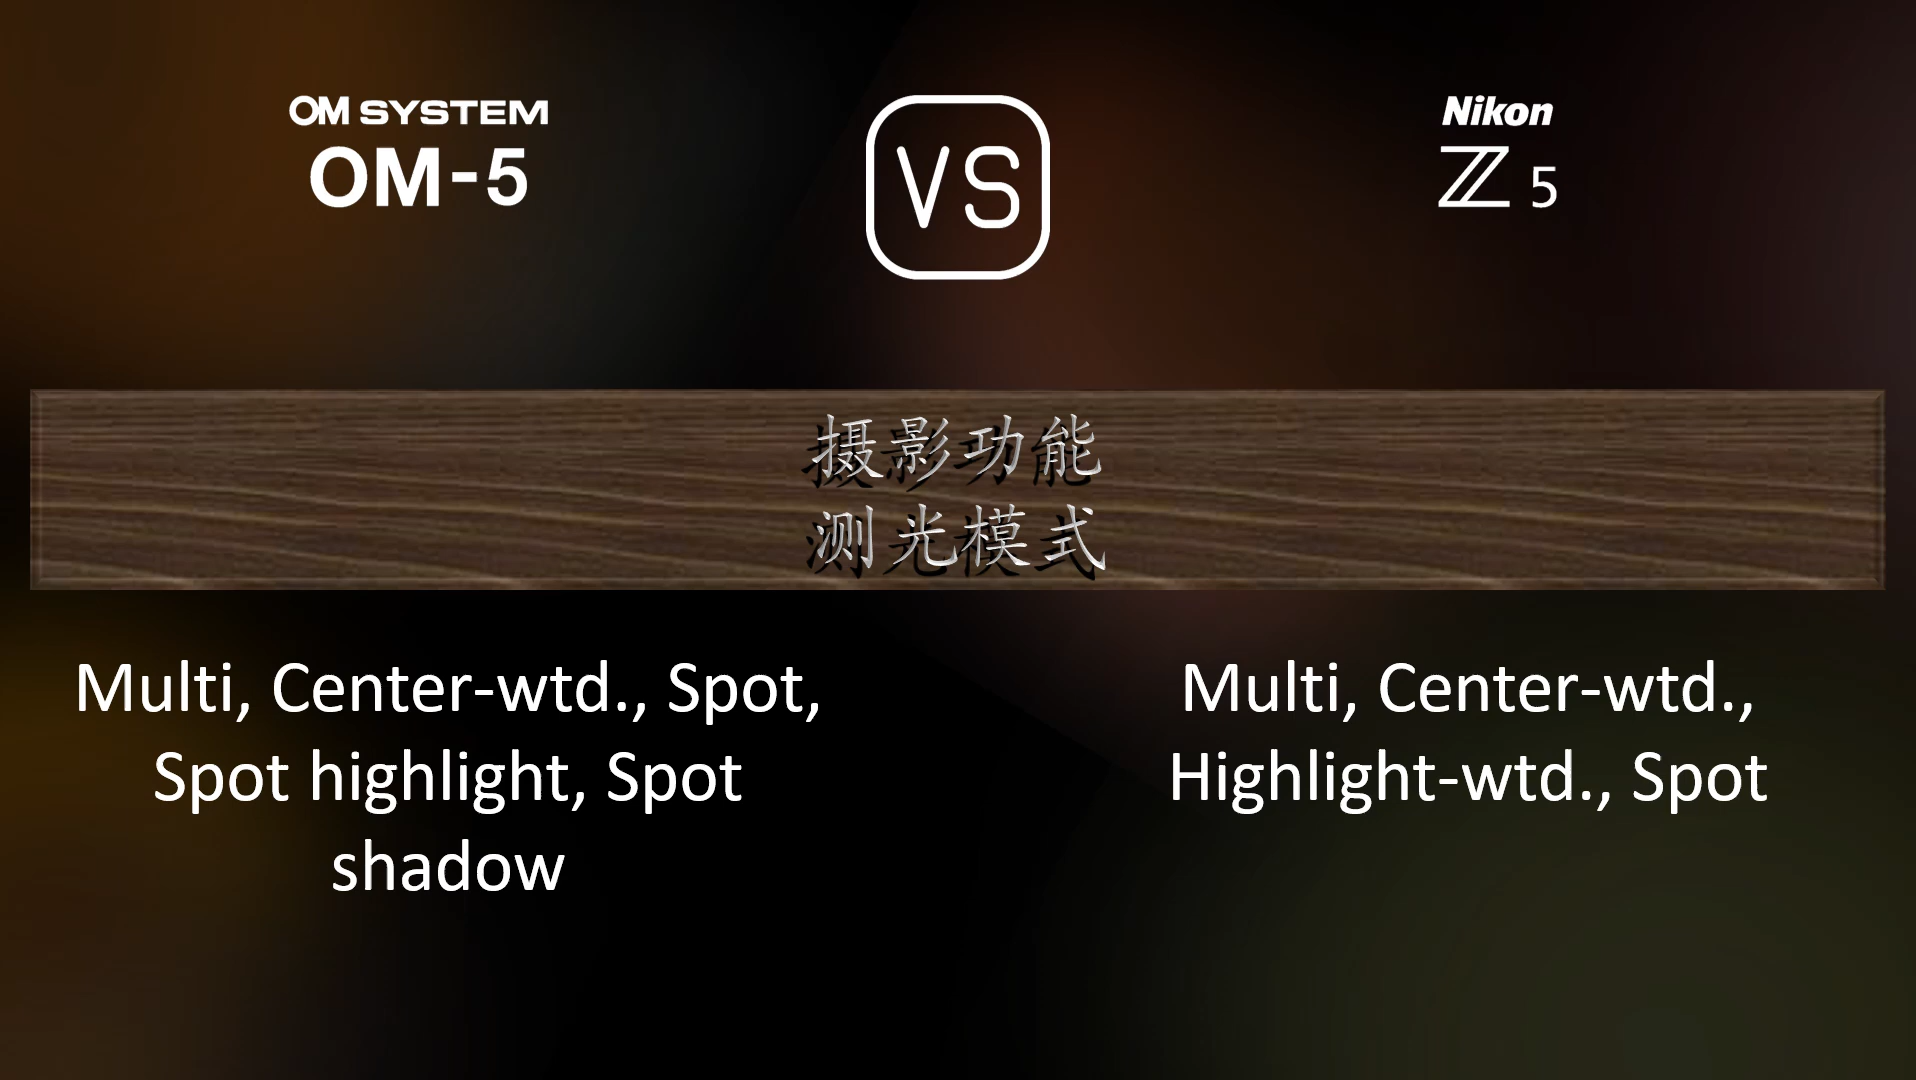 OM SYSTEM
OM-5
VS
Nikon
Z 5
摄影功能
测光模式
Multi, Center-wtd., Spot,
Spot highlight, Spot
shadow
Multi, Center-wtd.,
Highlight-wtd., Spot